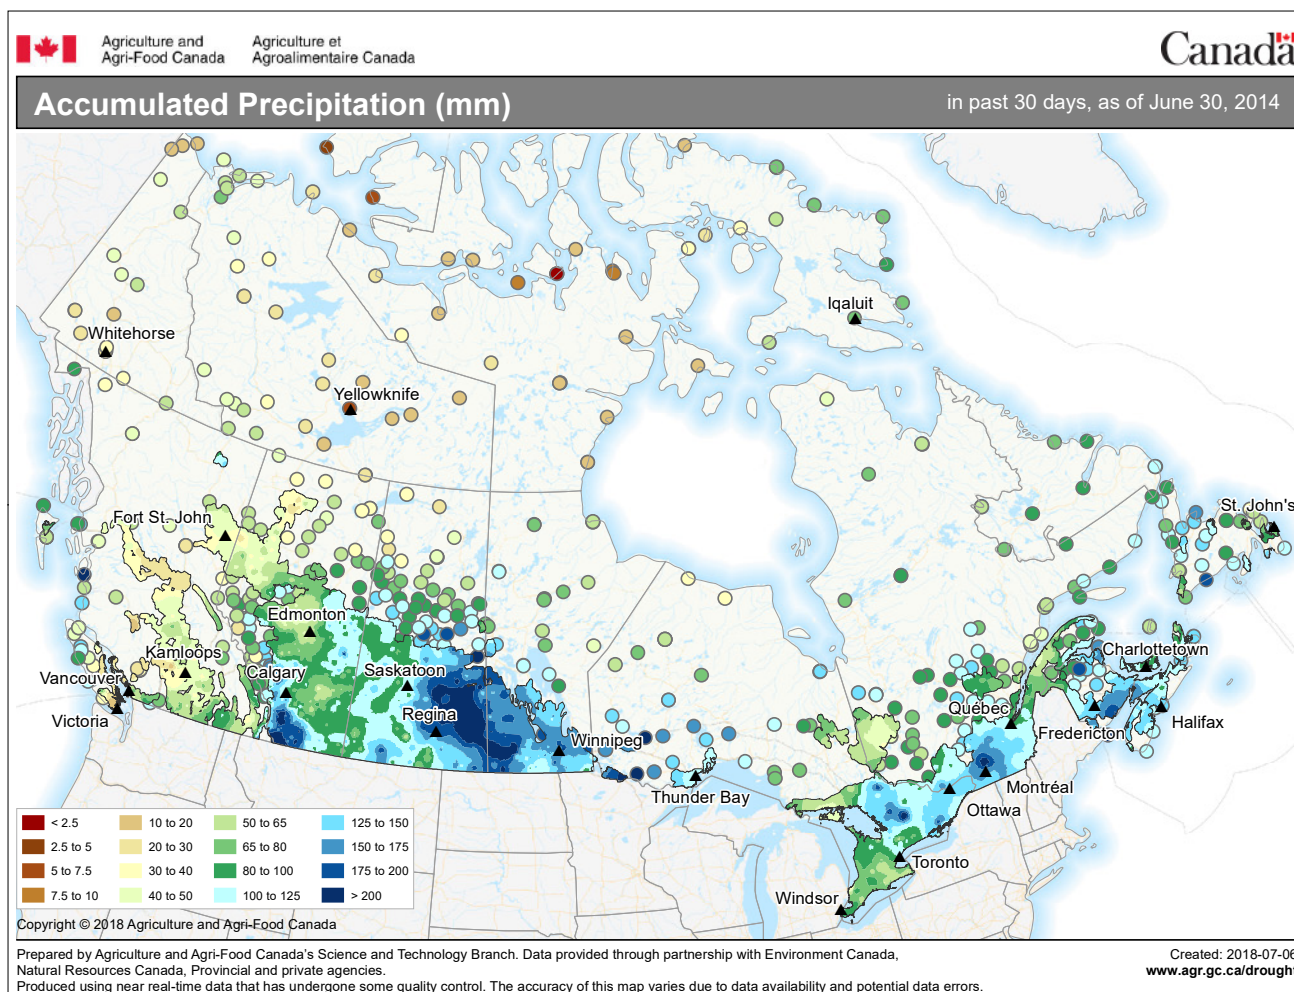 Agriculture and
Agri-Food Canada
Agriculture et
Agroalimentaire Canada
Canada
Accumulated Precipitation (mm)
in past 30 days, as of June 30, 2014
Iqaluit
Whitehorse
Yellowknife
St. John's
Fort St. John
Edmonton
Kamloops
Calgary
Saskatoon
Charlottetown
Vancouver
Québec
Regina
Victoria
Halifax
Fredericton
Winnipeg
Montréal
Thunder Bay
Ottawa
Toronto
Windsor
< 2.5
2.5 to 5
5 to 7.5
7.5 to 10
10 to 20
20 to 30
30 to 40
40 to 50
50 to 65
65 to 80
80 to 100
100 to 125
125 to 150
150 to 175
175 to 200
> 200
Copyright © 2018 Agriculture and Agri-Food Canada
Prepared by Agriculture and Agri-Food Canada's Science and Technology Branch. Data provided through partnership with Environment Canada,
Natural Resources Canada, Provincial and private agencies.
Produced using near real-time data that has undergone some quality control. The accuracy of this map varies due to data availability and potential data errors.
Created: 2018-07-06
www.agr.gc.ca/drought